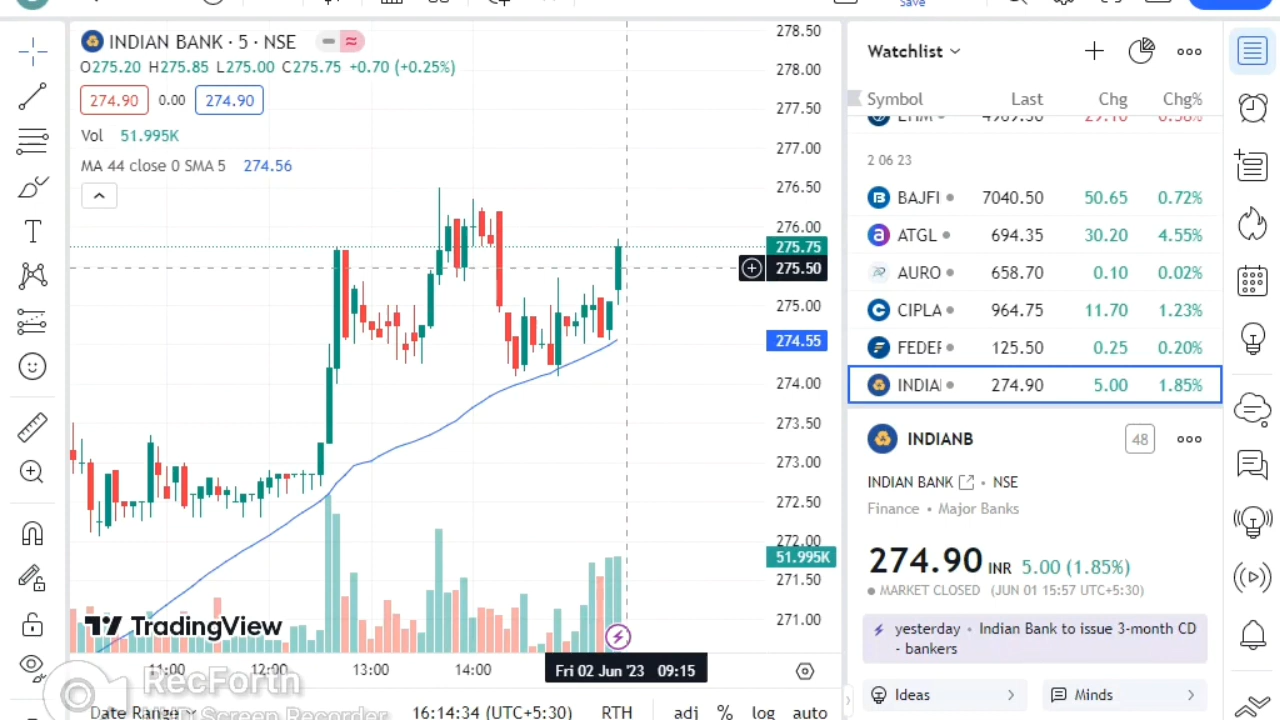 Save
INDIAN BANK · 5 · NSE
O275.20 H275.85 L275.00 C275.75 +0.70 (+0.25%)
274.90 0.00 274.90
Vol 51.995K
MA 44 close 0 SMA 5 274.56
278.50
278.00
277.50
277.00
276.50
276.00
275.75
275.50
275.00
274.55
274.00
273.50
273.00
272.50
272.00
51.995K
271.50
271.00
TradingView
11:00 12:00 13:00 14:00 Fri 02 Jun '23 09:15
RecForth
Date Range 16:14:34 (UTC+5:30) RTH adj % log auto
Watchlist
Symbol Last Chg Chg%
2 06 23
BAJFI 7040.50 50.65 0.72%
ATGL 694.35 30.20 4.55%
AURO 658.70 0.10 0.02%
CIPLA 964.75 11.70 1.23%
FEDEF 125.50 0.25 0.20%
INDIAI 274.90 5.00 1.85%
INDIANB 48
INDIAN BANK · NSE
Finance · Major Banks
274.90 INR 5.00 (1.85%)
MARKET CLOSED (JUN 01 15:57 UTC+5:30)
yesterday · Indian Bank to issue 3-month CD
- bankers
Ideas Minds